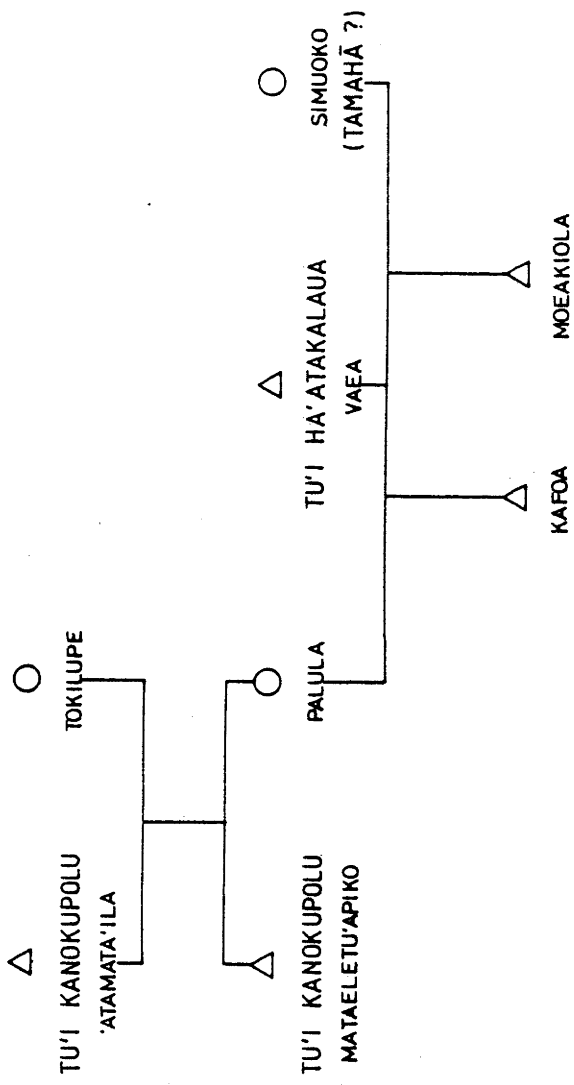 TU'I KANOKUPOLU
'ATAMATA'ILA
TOKILUPE
TU'I KANOKUPOLU
MATAELETU'APIKO
PALULA
TU'I HA'ATAKALAUA
VAEA
SIMUOKO
(TAMAHĀ ?)
KAFOA
MOEAKIOLA